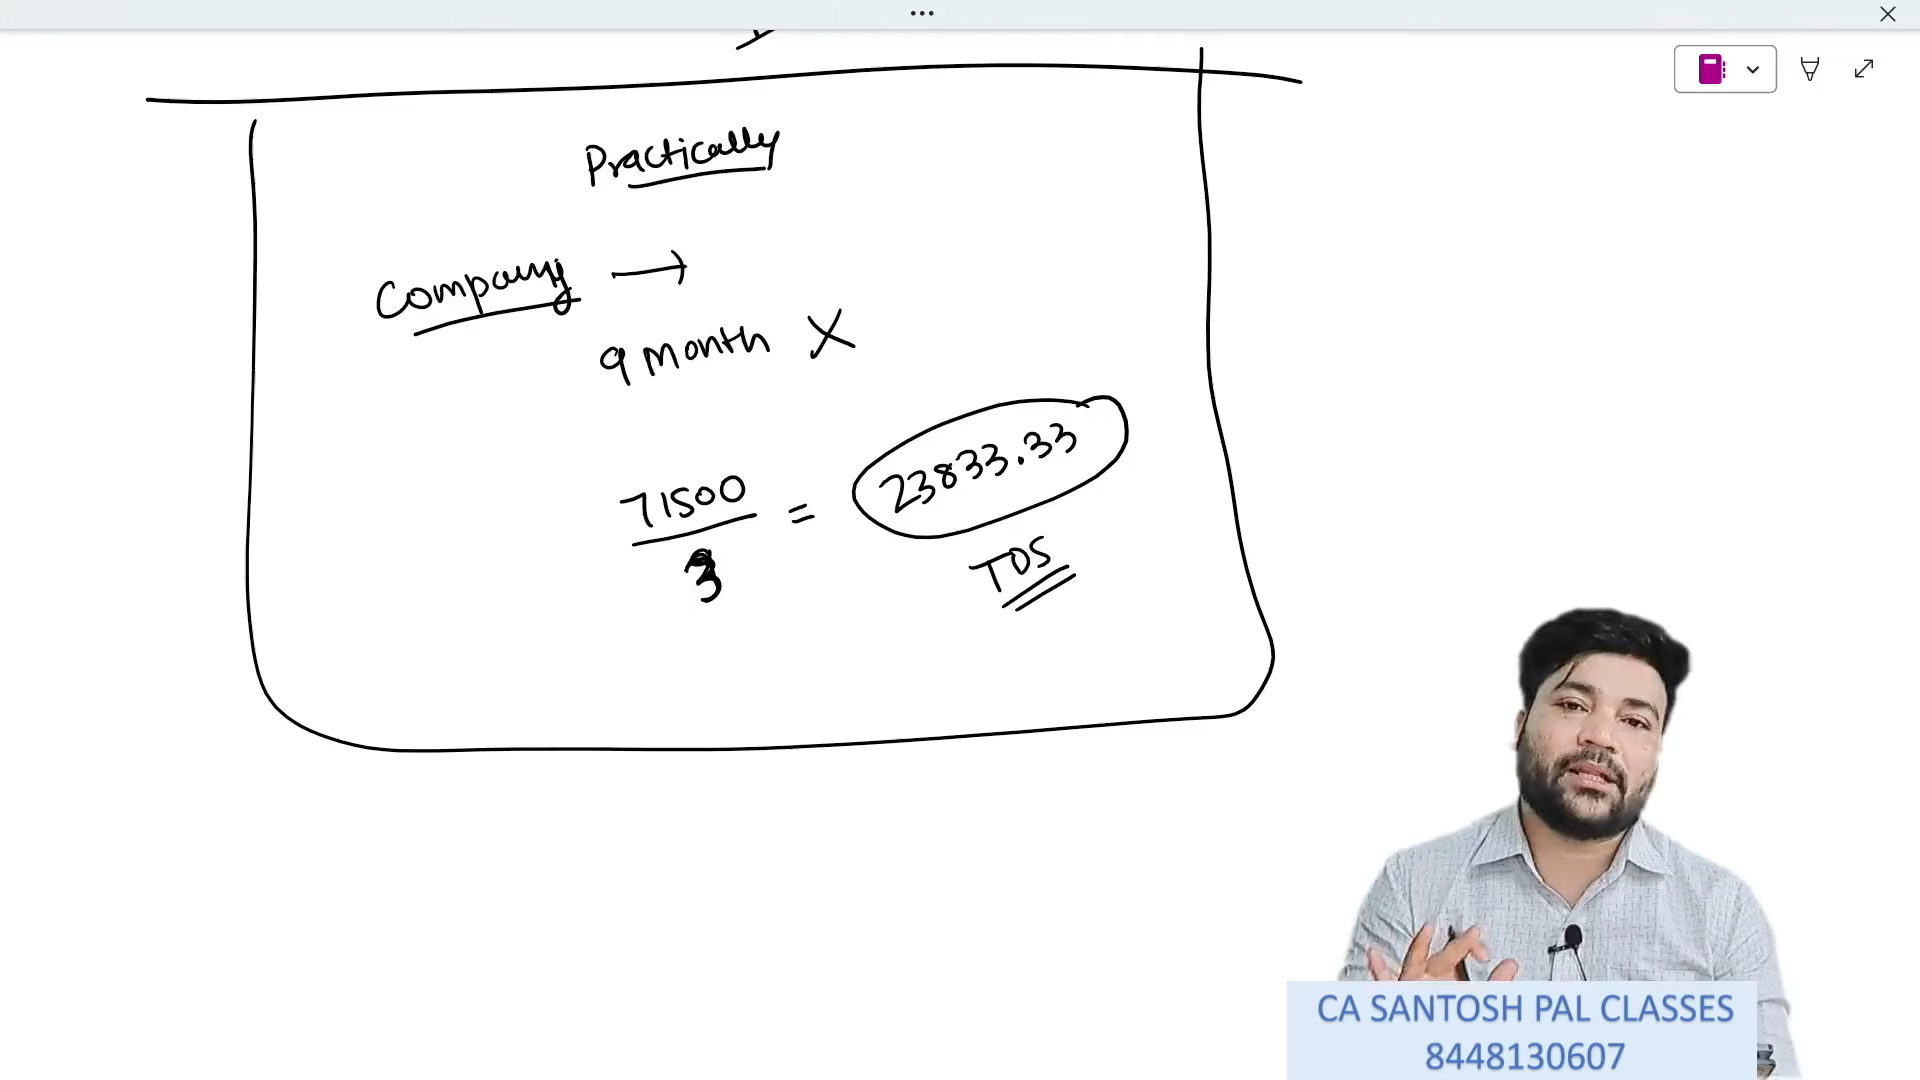 Practically
Company →
9 month X
71500
3
= 23833.33
TDS
CA SANTOSH PAL CLASSES
8448130607